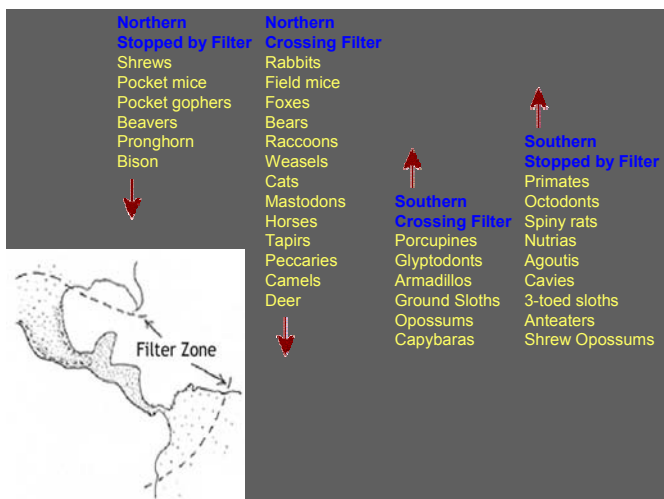 Northern
Stopped by Filter
Shrews
Pocket mice
Pocket gophers
Beavers
Pronghorn
Bison
Northern
Crossing Filter
Rabbits
Field mice
Foxes
Bears
Raccoons
Weasels
Cats
Mastodons
Horses
Tapirs
Peccaries
Camels
Deer
Southern
Crossing Filter
Porcupines
Glyptodonts
Armadillos
Ground Sloths
Opossums
Capybaras
Southern
Stopped by Filter
Primates
Octodonts
Spiny rats
Nutrias
Agoutis
Cavies
3-toed sloths
Anteaters
Shrew Opossums
Filter Zone